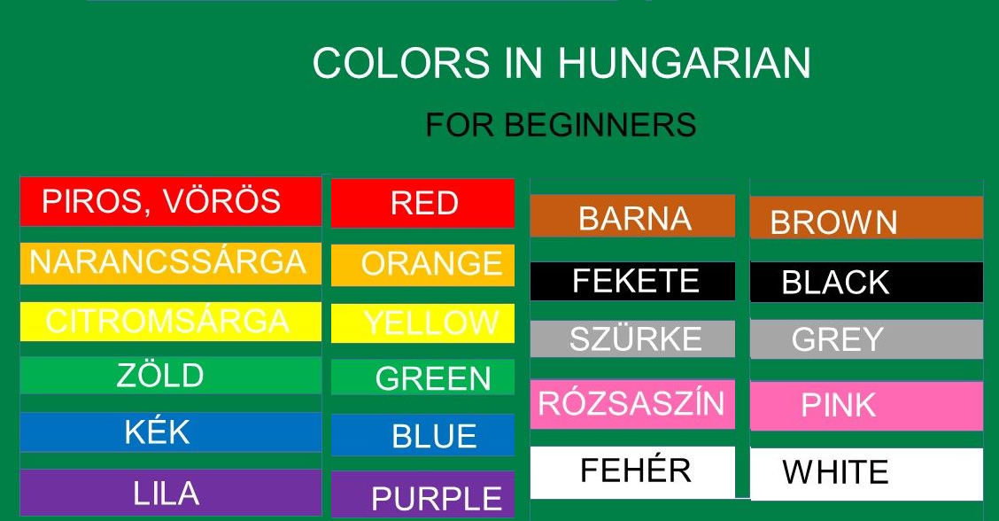 COLORS IN HUNGARIAN
FOR BEGINNERS
PIROS, VÖRÖS
RED
NARANCSSÁRGA
ORANGE
CITROMSÁRGA
YELLOW
ZÖLD
GREEN
KÉK
BLUE
LILA
PURPLE
BARNA
BROWN
FEKETE
BLACK
SZÜRKE
GREY
RÓZSASZÍN
PINK
FEHÉR
WHITE